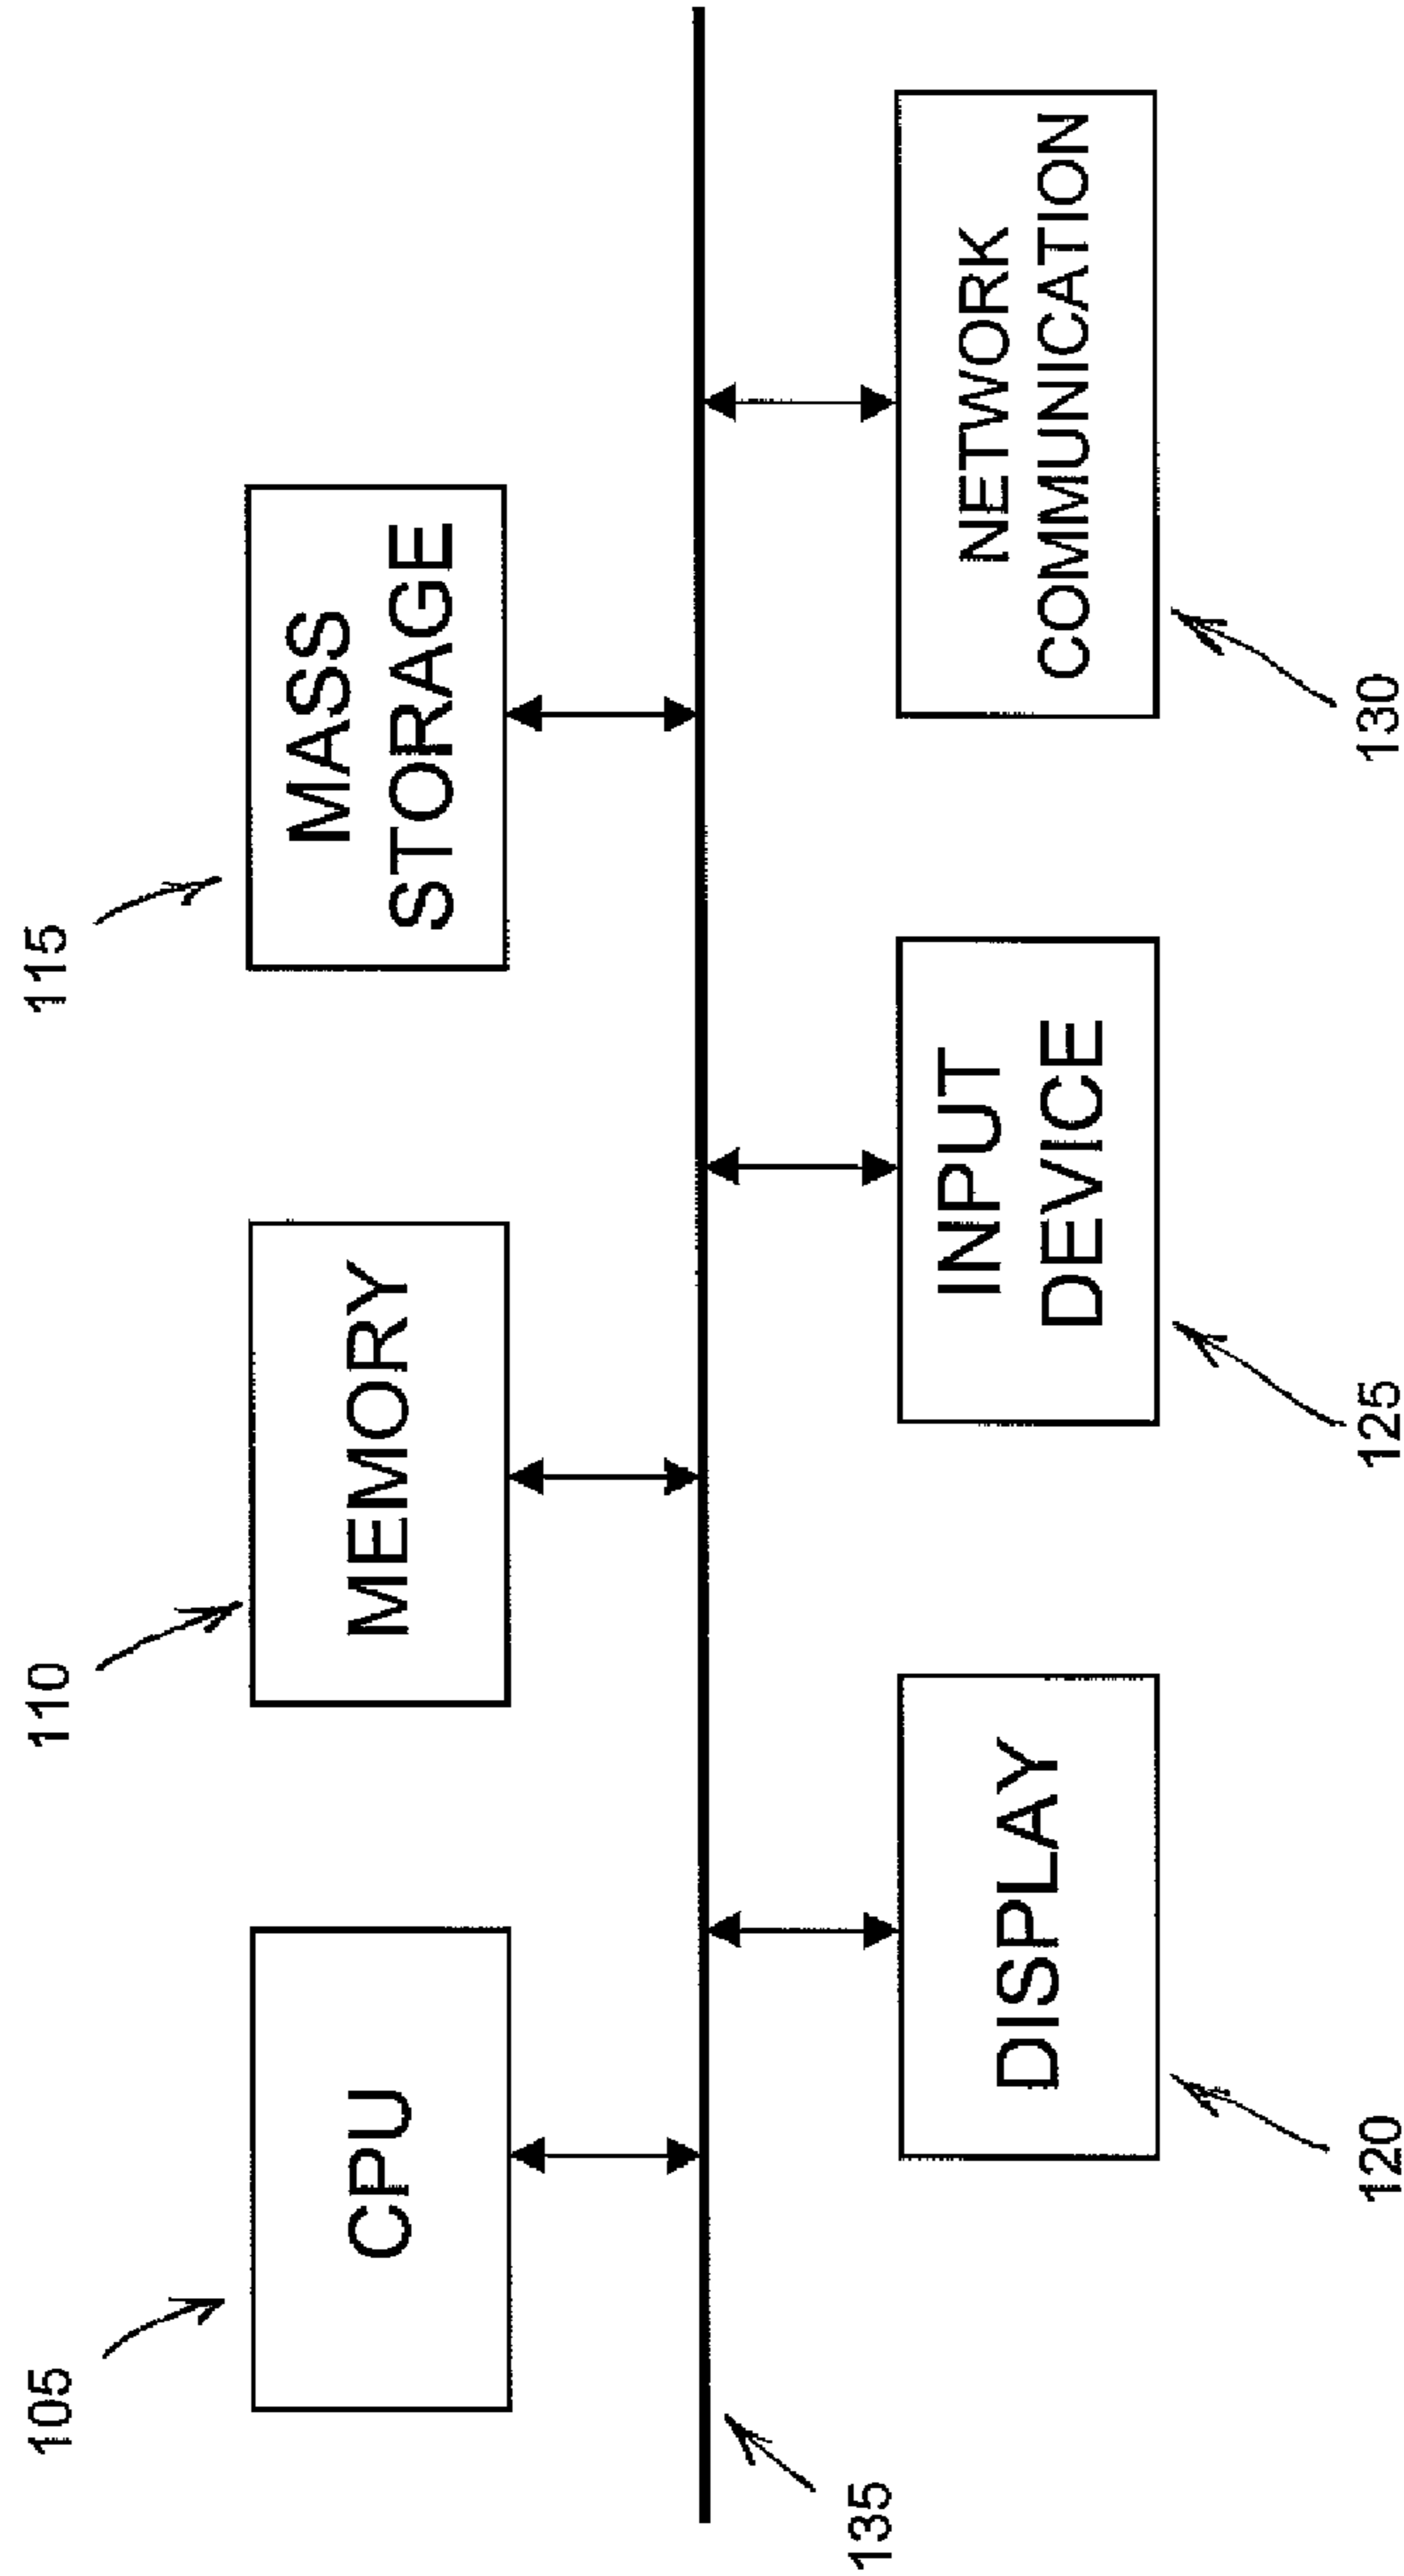 105
110
115
CPU
MEMORY
MASS
STORAGE
135
DISPLAY
INPUT
DEVICE
NETWORK
COMMUNICATION
120
125
130